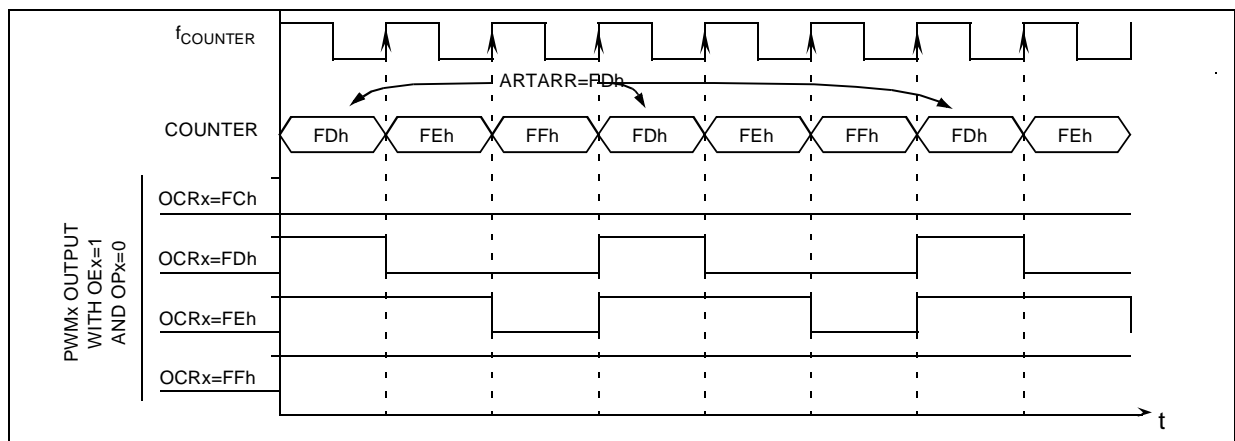 fCOUNTER
ARTARR=FDh
COUNTER
FDh FEh FFh FDh FEh FFh FDh FEh
PWMx OUTPUT
WITH OEx=1
AND OPx=0
OCRx=FCh
OCRx=FDh
OCRx=FEh
OCRx=FFh
t